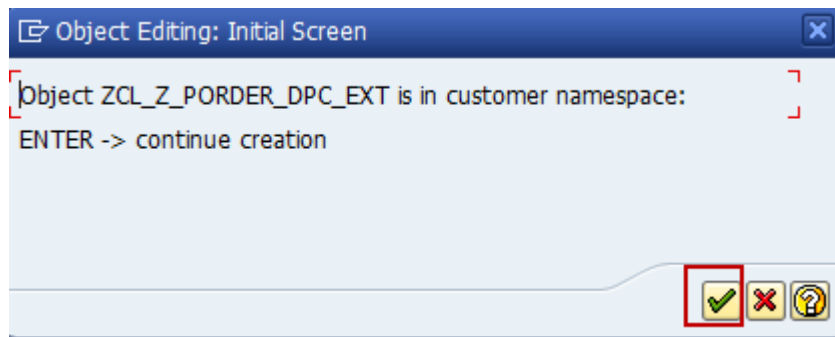 Object Editing: Initial Screen
Object ZCL_Z_PORDER_DPC_EXT is in customer namespace:
ENTER -> continue creation